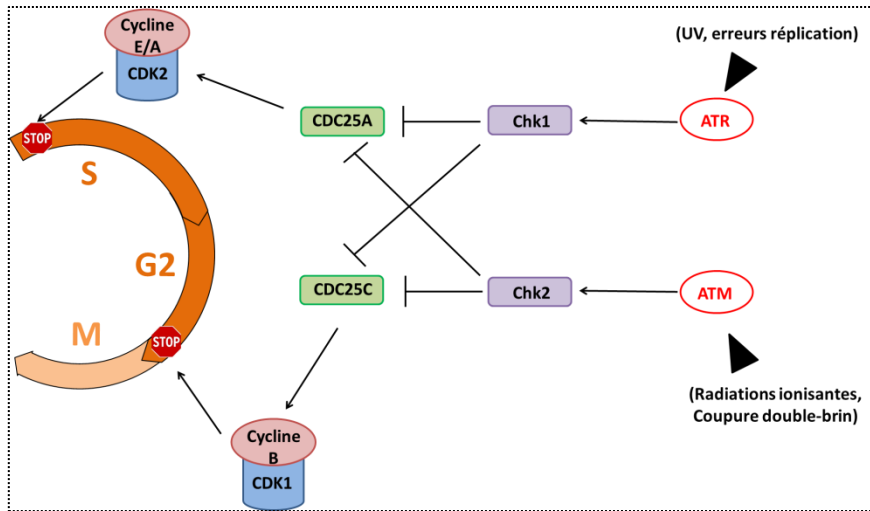 Cycline
E/A
CDK2
(UV, erreurs réplication)
STOP
CDC25A
Chk1
ATR
S
G2
CDC25C
Chk2
ATM
M
STOP
(Radiations ionisantes,
Coupure double-brin)
Cycline
B
CDK1